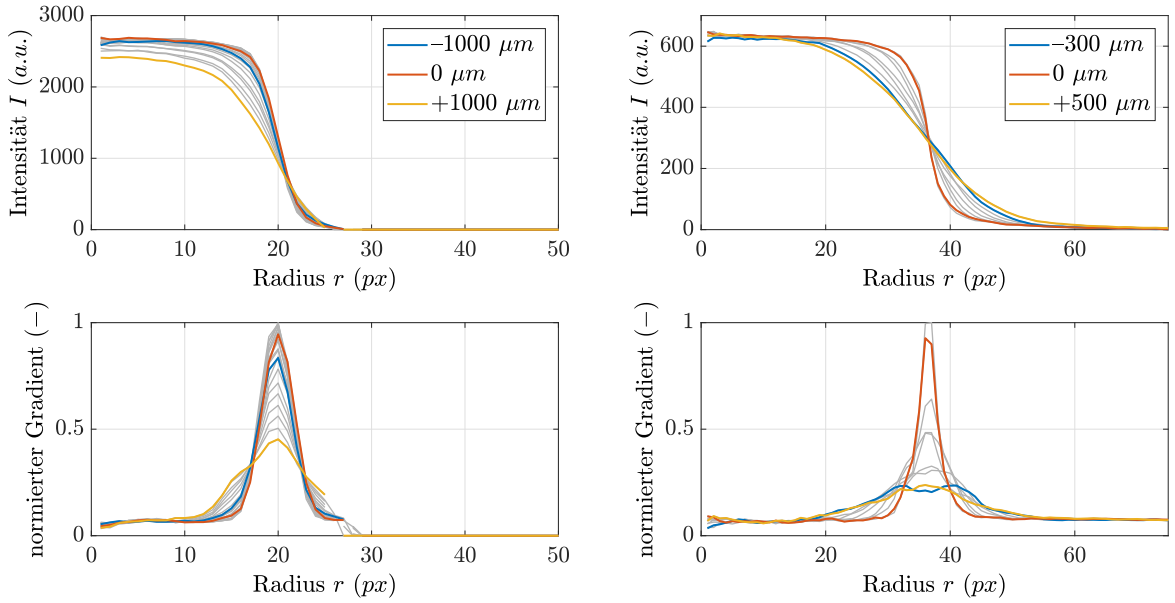 Intensität I (a.u.)
3000
2000
1000
0
–1000 μm
0 μm
+1000 μm
0 10 20 30 40 50
Radius r (px)
Intensität I (a.u.)
600
400
200
0
–300 μm
0 μm
+500 μm
0 20 40 60
Radius r (px)
normierter Gradient (−)
1
0.5
0
0 10 20 30 40 50
Radius r (px)
normierter Gradient (−)
1
0.5
0
0 20 40 60
Radius r (px)